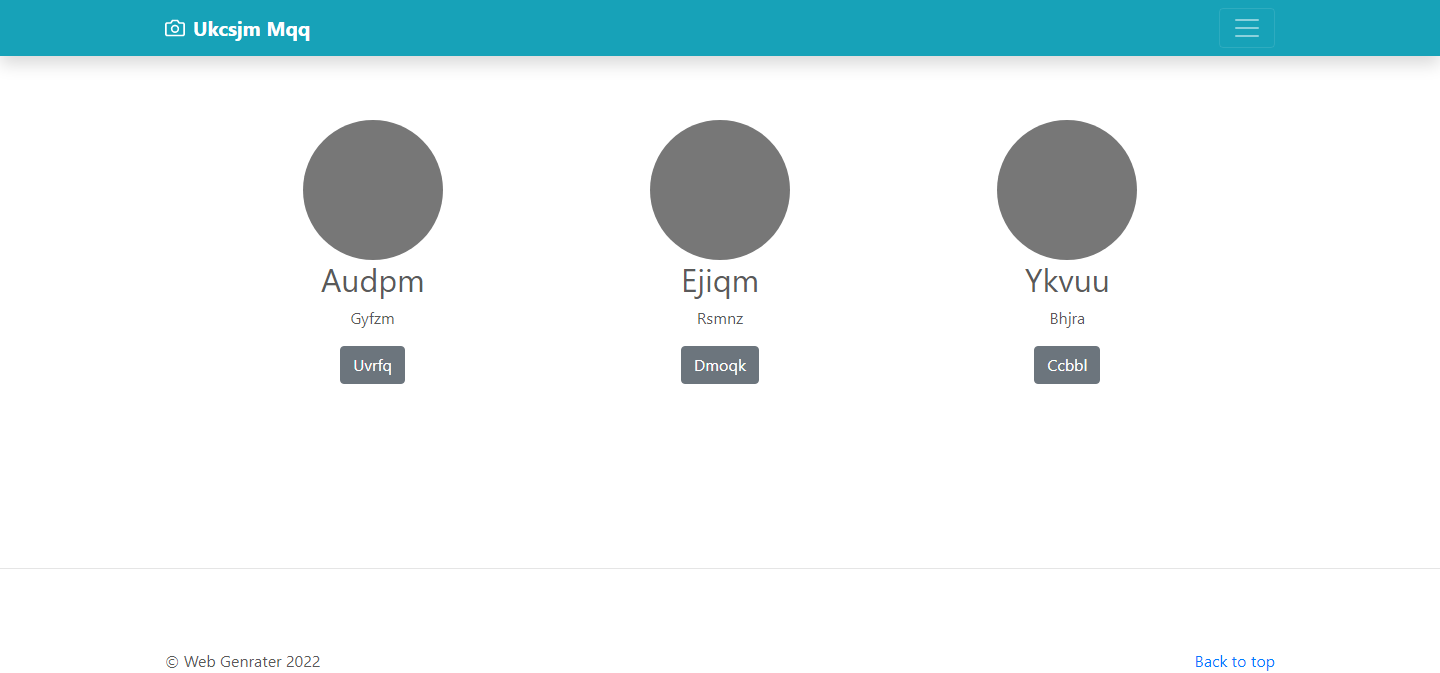 Ukcsjm Mqq
Audpm
Gyfzm
Uvrfq
Ejiqm
Rsmnz
Dmoqk
Ykvuu
Bhjra
Ccbbl
© Web Genrater 2022
Back to top